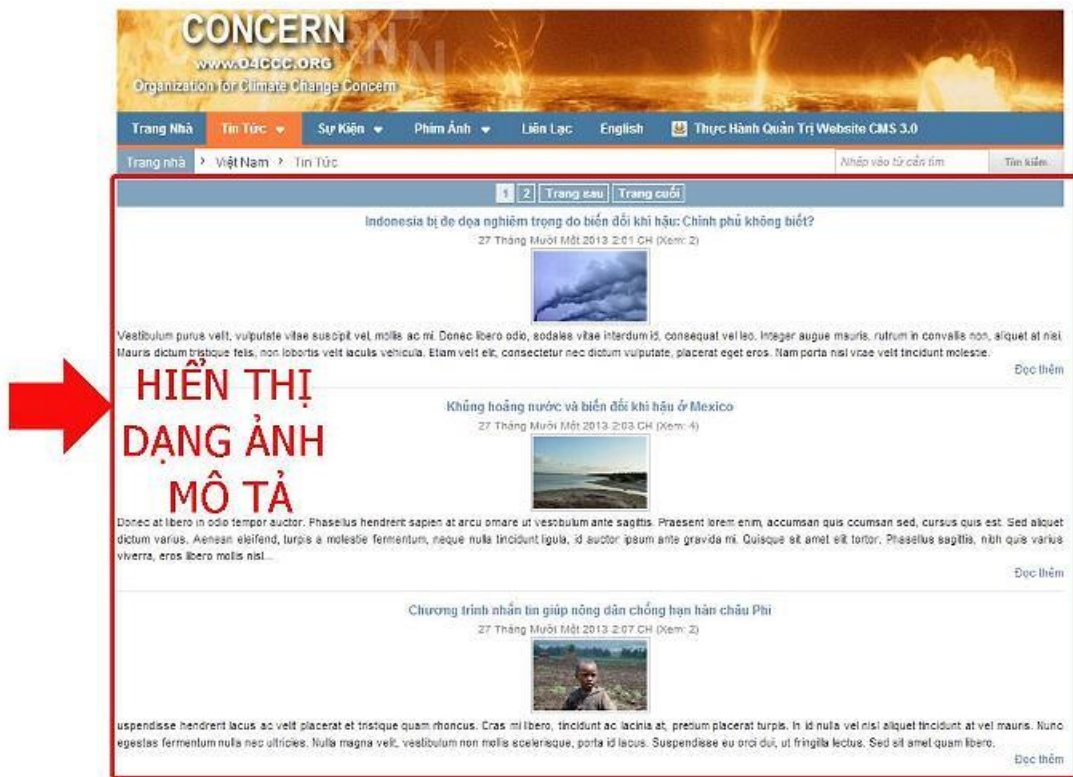 CONCERN
WWW.O4CCC.ORG
Organization for Climate Change Concern
Trang Nhà Tin Tức Sự Kiện Phim Ảnh Liên Lạc English Thực Hành Quản Trị Website CMS 3.0
Trang nhà > Việt Nam > Tin Tức Nhập vào từ cần tìm Tìm kiếm
1 2 Trang sau Trang cuối
Indonesia bị đe dọa nghiêm trọng do biến đổi khí hậu: Chính phủ không biết?
27 Tháng Mười Một 2013 2:01 CH (Xem: 2)
Vestibulum purus velit, vulputate vitae suscipit vel, mollis ac mi. Donec libero odio, sodales vitae interdum id, consequat vel leo. Integer augue mauris, rutrum in convallis non, aliquet at nisi.
Mauris dictum tristique felis, non lobortis velit iaculis vehicula. Etiam velit elit, consectetur nec dictum vulputate, placerat eget eros. Nam porta nisl vitae velit tincidunt molestie.
Đọc thêm
HIỂN THỊ
DẠNG ẢNH
MÔ TẢ
Khủng hoảng nước và biến đổi khí hậu ở Mexico
27 Tháng Mười Một 2013 2:03 CH (Xem: 4)
Donec at libero in odio tempor auctor. Phasellus hendrerit sapien at arcu ornare ut vestibulum ante sagittis. Praesent lorem enim, accumsan quis ccumsan sed, cursus quis est. Sed aliquet
dictum varius. Aenean eleifend, turpis a molestie fermentum, neque nulla tincidunt ligula, id auctor ipsum ante gravida mi. Quisque sit amet elit tortor. Phasellus sagittis, nibh quis varius
viverra, eros libero mollis nisl...
Đọc thêm
Chương trình nhắn tin giúp nông dân chống hạn hán châu Phi
27 Tháng Mười Một 2013 2:07 CH (Xem: 2)
uspendisse hendrerit lacus ac velit placerat et tristique quam rhoncus. Cras mi libero, tincidunt ac lacinia at, pretium placerat turpis. In id nulla vel nisl aliquet tincidunt at vel mauris. Nunc
egestas fermentum nulla nec ultricies. Nulla magna velit, vestibulum non mollis scelerisque, porta id lacus. Suspendisse eu orci dui, ut fringilla lectus. Sed sit amet quam libero.
Đọc thêm